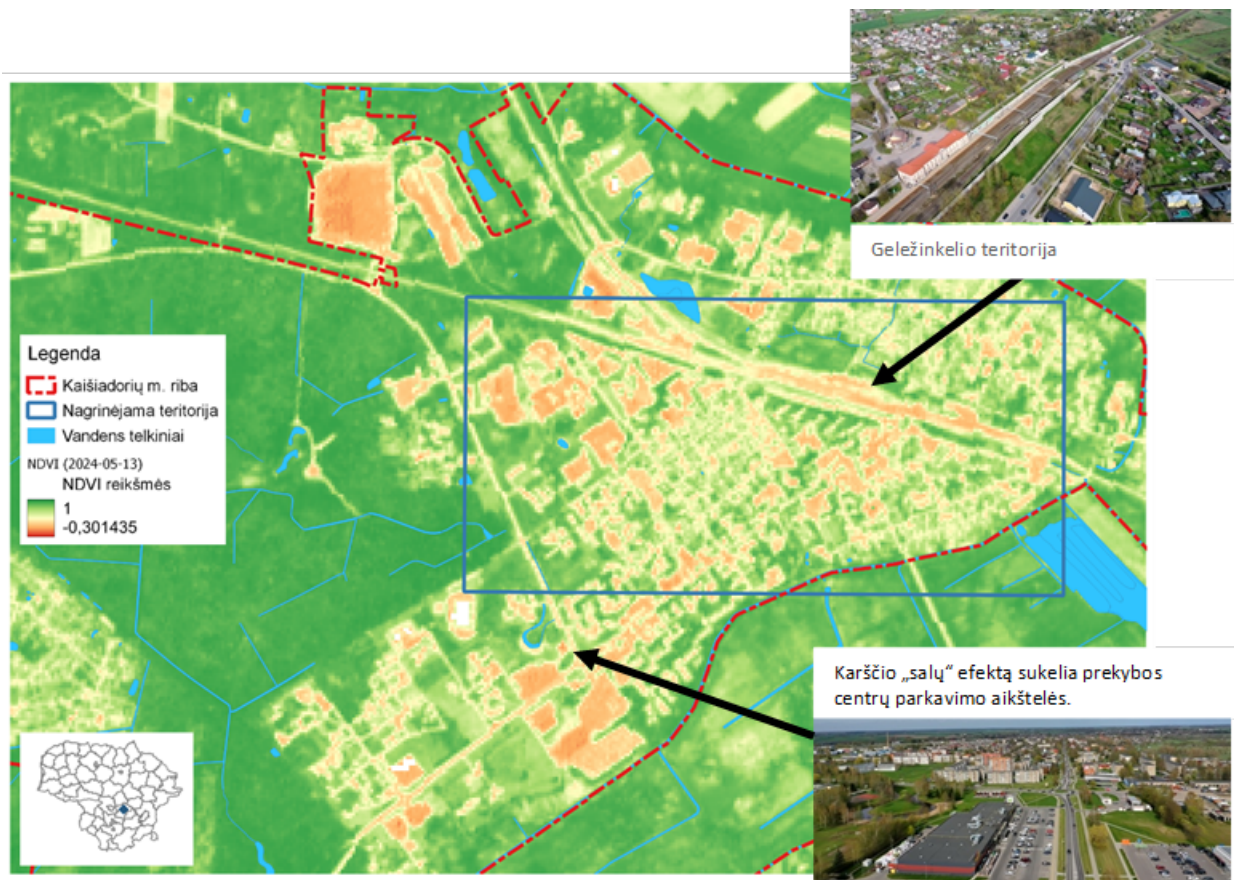 Geležinkelio teritorija
Legenda
Kaišiadorių m. riba
Nagrinėjama teritorija
Vandens telkiniai
NDVI (2024-05-13)
NDVI reikšmės
1
-0,301435
Karščio „salų“ efektą sukelia prekybos
centrų parkavimo aikštelės.